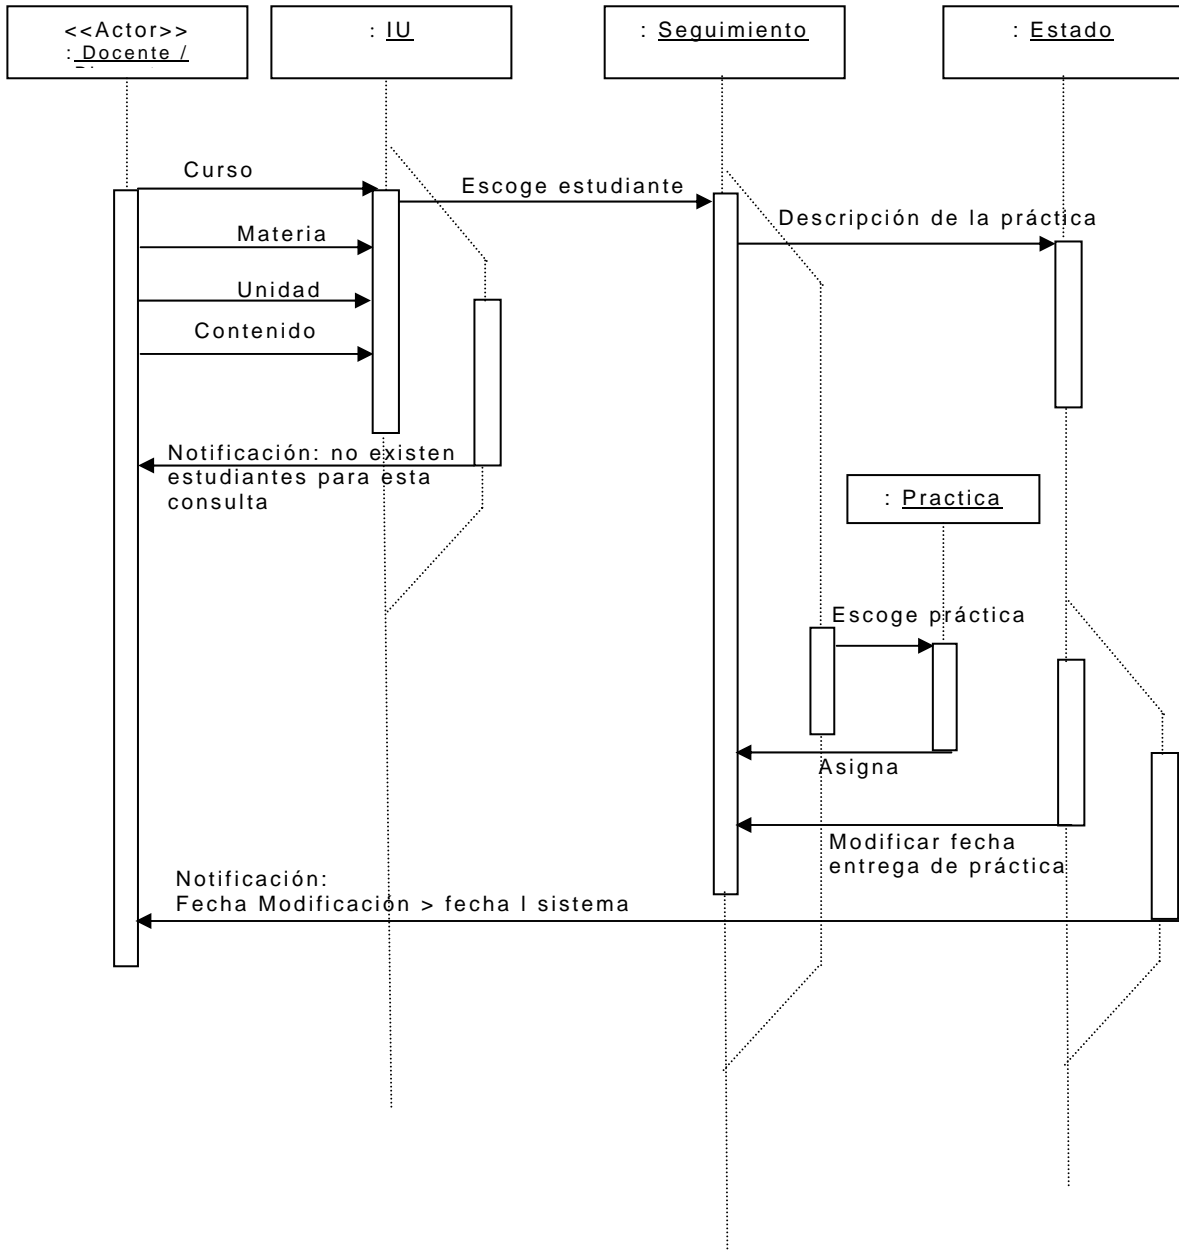 <<Actor>>
: Docente /
: IU
: Seguimiento
: Estado
Curso
Escoge estudiante
Descripción de la práctica
Materia
Unidad
Contenido
Notificación: no existen
estudiantes para esta
consulta
: Practica
Escoge práctica
Asigna
Modificar fecha
entrega de práctica
Notificación:
Fecha Modificación > fecha l sistema